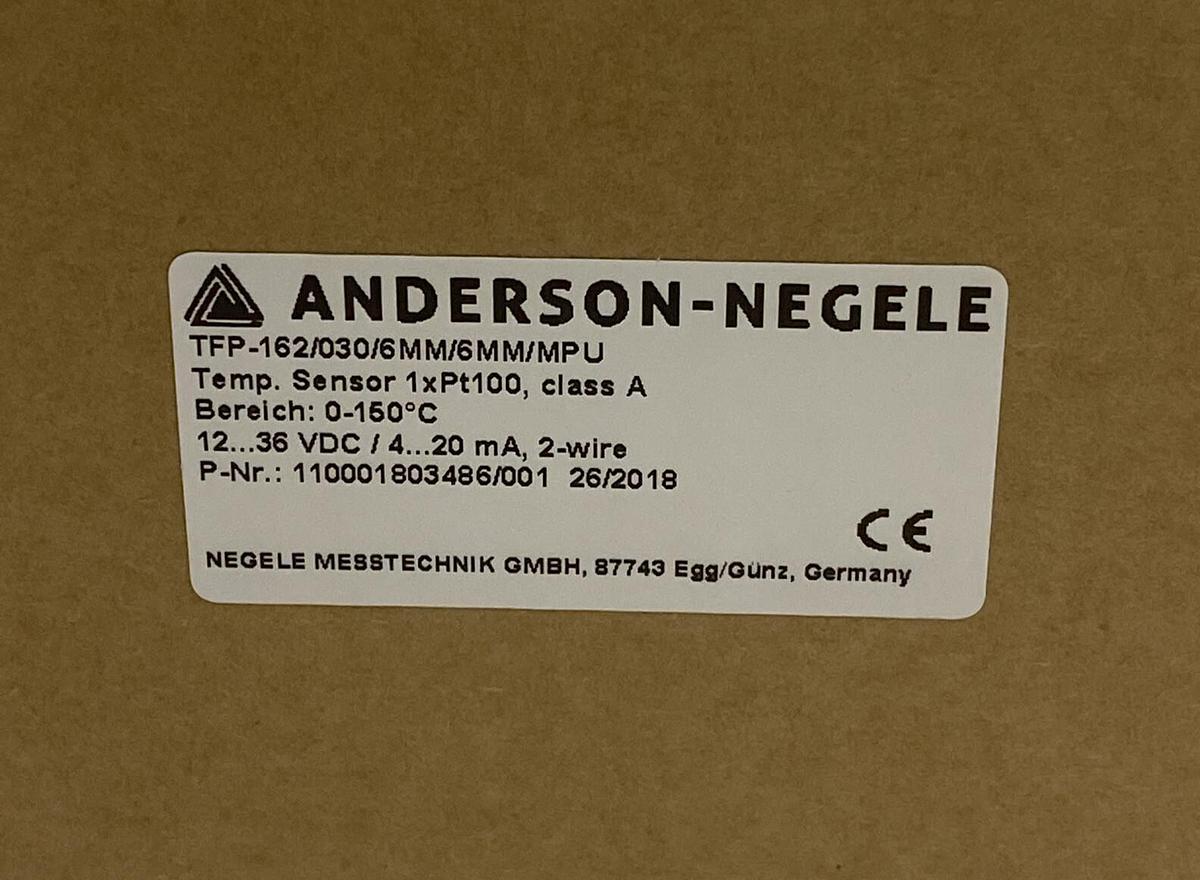 ANDERSON-NEGELE
TFP-162/030/6MM/6MM/MPU
Temp. Sensor 1xPt100, class A
Bereich: 0-150°C
12...36 VDC / 4...20 mA, 2-wire
P-Nr.: 110001803486/001 26/2018
CE
NEGELE MESSTECHNIK GMBH, 87743 Egg/Günz, Germany